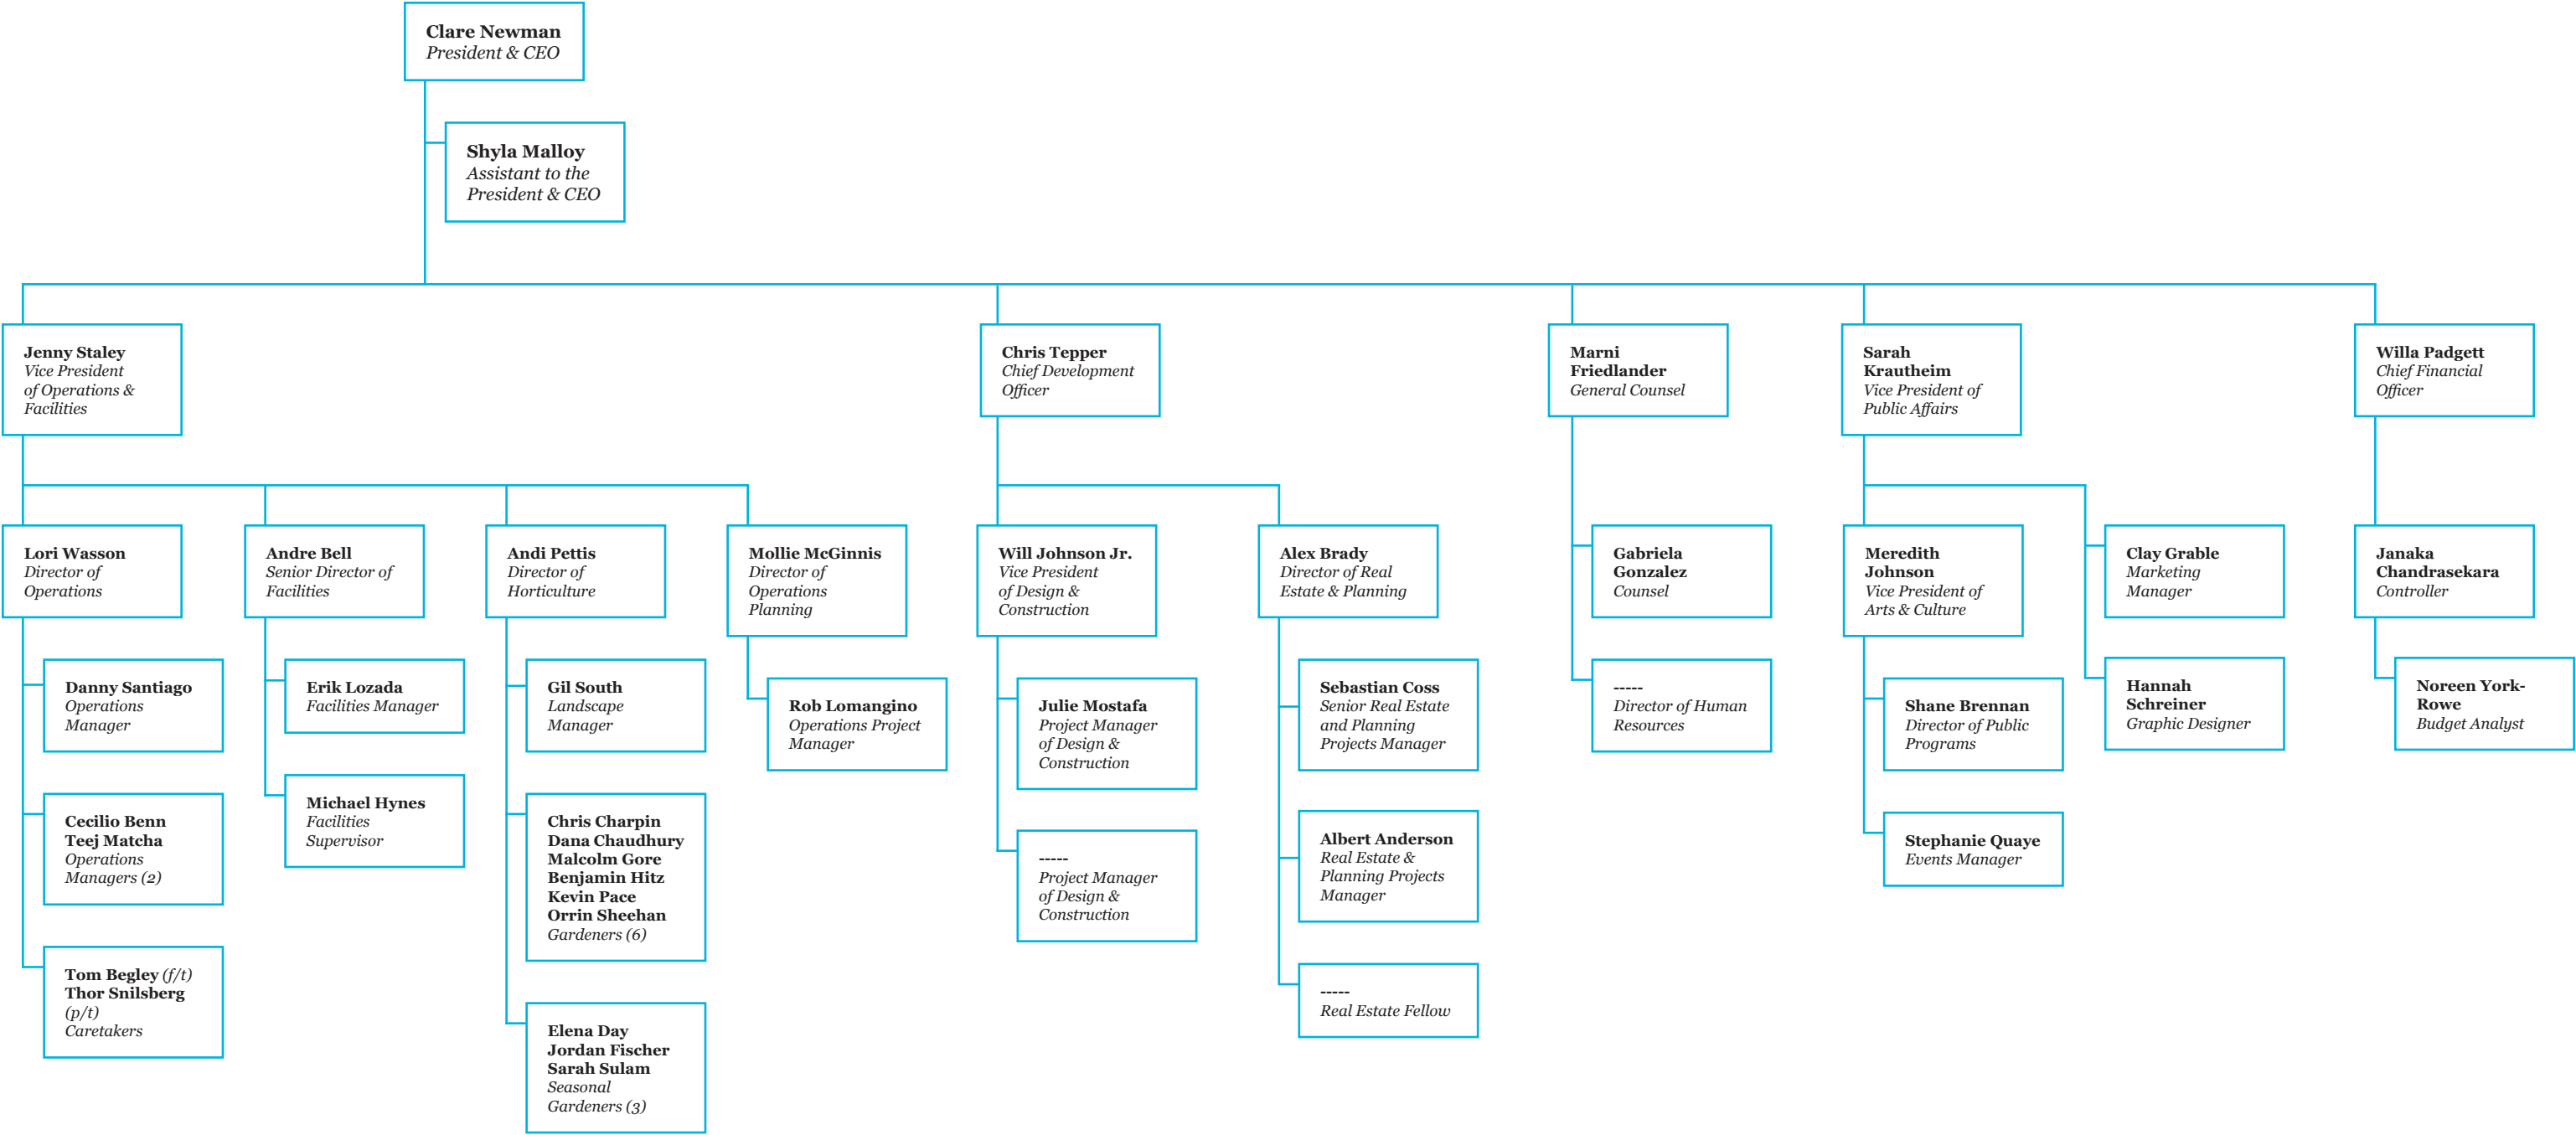 Clare Newman
President & CEO
Shyla Malloy
Assistant to the
President & CEO
Jenny Staley
Vice President
of Operations &
Facilities
Chris Tepper
Chief Development
Officer
Marni
Friedlander
General Counsel
Sarah
Krautheim
Vice President of
Public Affairs
Willa Padgett
Chief Financial
Officer
Lori Wasson
Director of
Operations
Andre Bell
Senior Director of
Facilities
Andi Pettis
Director of
Horticulture
Mollie McGinnis
Director of
Operations
Planning
Will Johnson Jr.
Vice President
of Design &
Construction
Alex Brady
Director of Real
Estate & Planning
Gabriela
Gonzalez
Counsel
Meredith
Johnson
Vice President of
Arts & Culture
Clay Grable
Marketing
Manager
Janaka
Chandrasekara
Controller
Danny Santiago
Operations
Manager
Erik Lozada
Facilities Manager
Gil South
Landscape
Manager
Rob Lomangino
Operations Project
Manager
Julie Mostafa
Project Manager
of Design &
Construction
Sebastian Coss
Senior Real Estate
and Planning
Projects Manager
-----
Director of Human
Resources
Shane Brennan
Director of Public
Programs
Hannah
Schreiner
Graphic Designer
Noreen York-
Rowe
Budget Analyst
Cecilio Benn
Teej Matcha
Operations
Managers (2)
Michael Hynes
Facilities
Supervisor
Chris Charpin
Dana Chaudhury
Malcolm Gore
Benjamin Hitz
Kevin Pace
Orrin Sheehan
Gardeners (6)
-----
Project Manager
of Design &
Construction
Albert Anderson
Real Estate &
Planning Projects
Manager
Stephanie Quaye
Events Manager
Tom Begley (f/t)
Thor Snilsberg
(p/t)
Caretakers
Elena Day
Jordan Fischer
Sarah Sulam
Seasonal
Gardeners (3)
-----
Real Estate Fellow